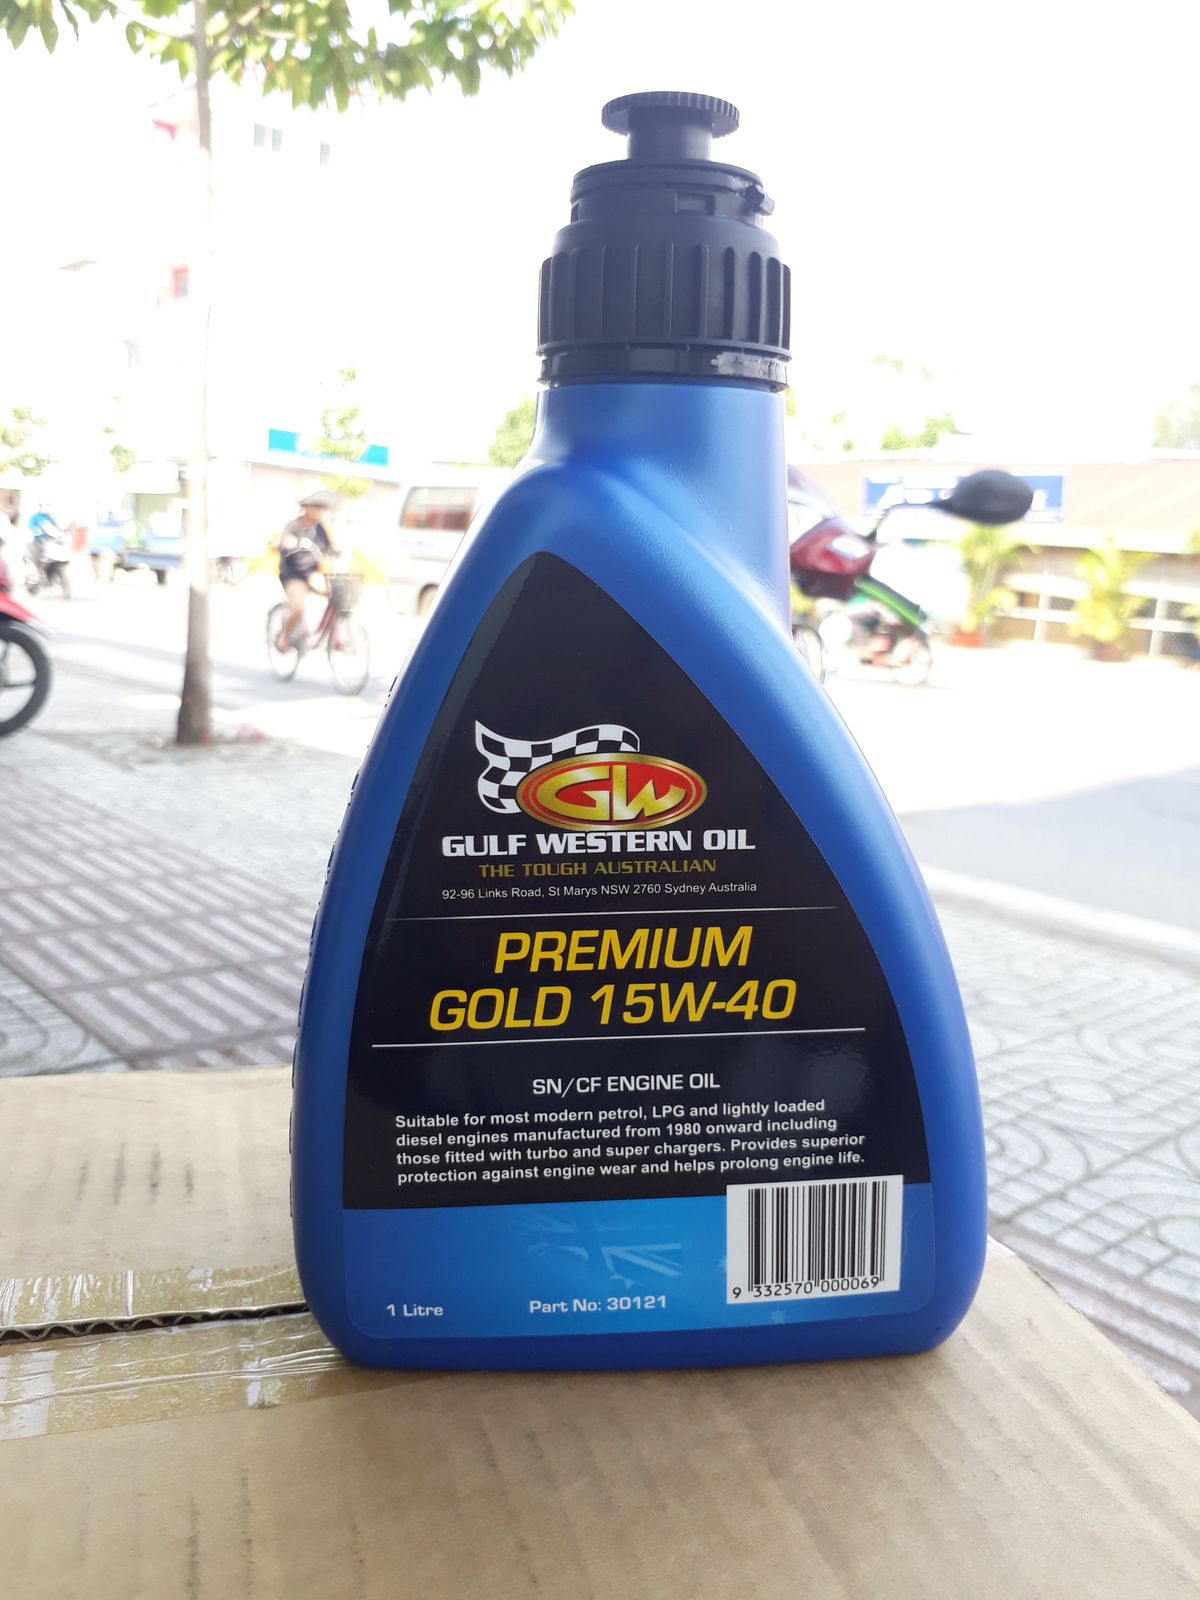 GW
GULF WESTERN OIL
THE TOUGH AUSTRALIAN
92-96 Links Road, St Marys NSW 2760 Sydney Australia
PREMIUM
GOLD 15W-40
SN/CF ENGINE OIL
Suitable for most modern petrol, LPG and lightly loaded
diesel engines manufactured from 1980 onward including
those fitted with turbo and super chargers. Provides superior
protection against engine wear and helps prolong engine life.
1 Litre
Part No: 30121
9 332570 000069